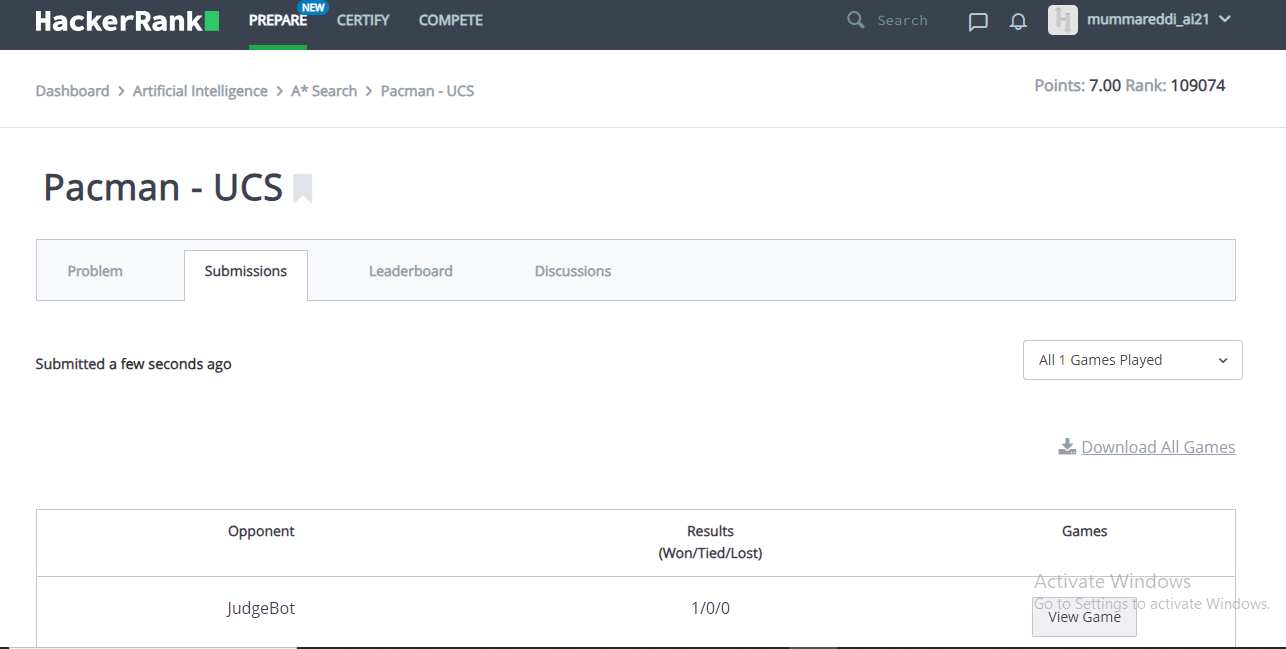 HackerRank PREPARE NEW CERTIFY COMPETE Search mummareddi_ai21
Dashboard > Artificial Intelligence > A* Search > Pacman - UCS Points: 7.00 Rank: 109074
Pacman - UCS
Problem Submissions Leaderboard Discussions
Submitted a few seconds ago All 1 Games Played
Download All Games
Opponent Results Games
(Won/Tied/Lost)
Activate Windows
JudgeBot 1/0/0 Go to Settings to activate Windows.
View Game